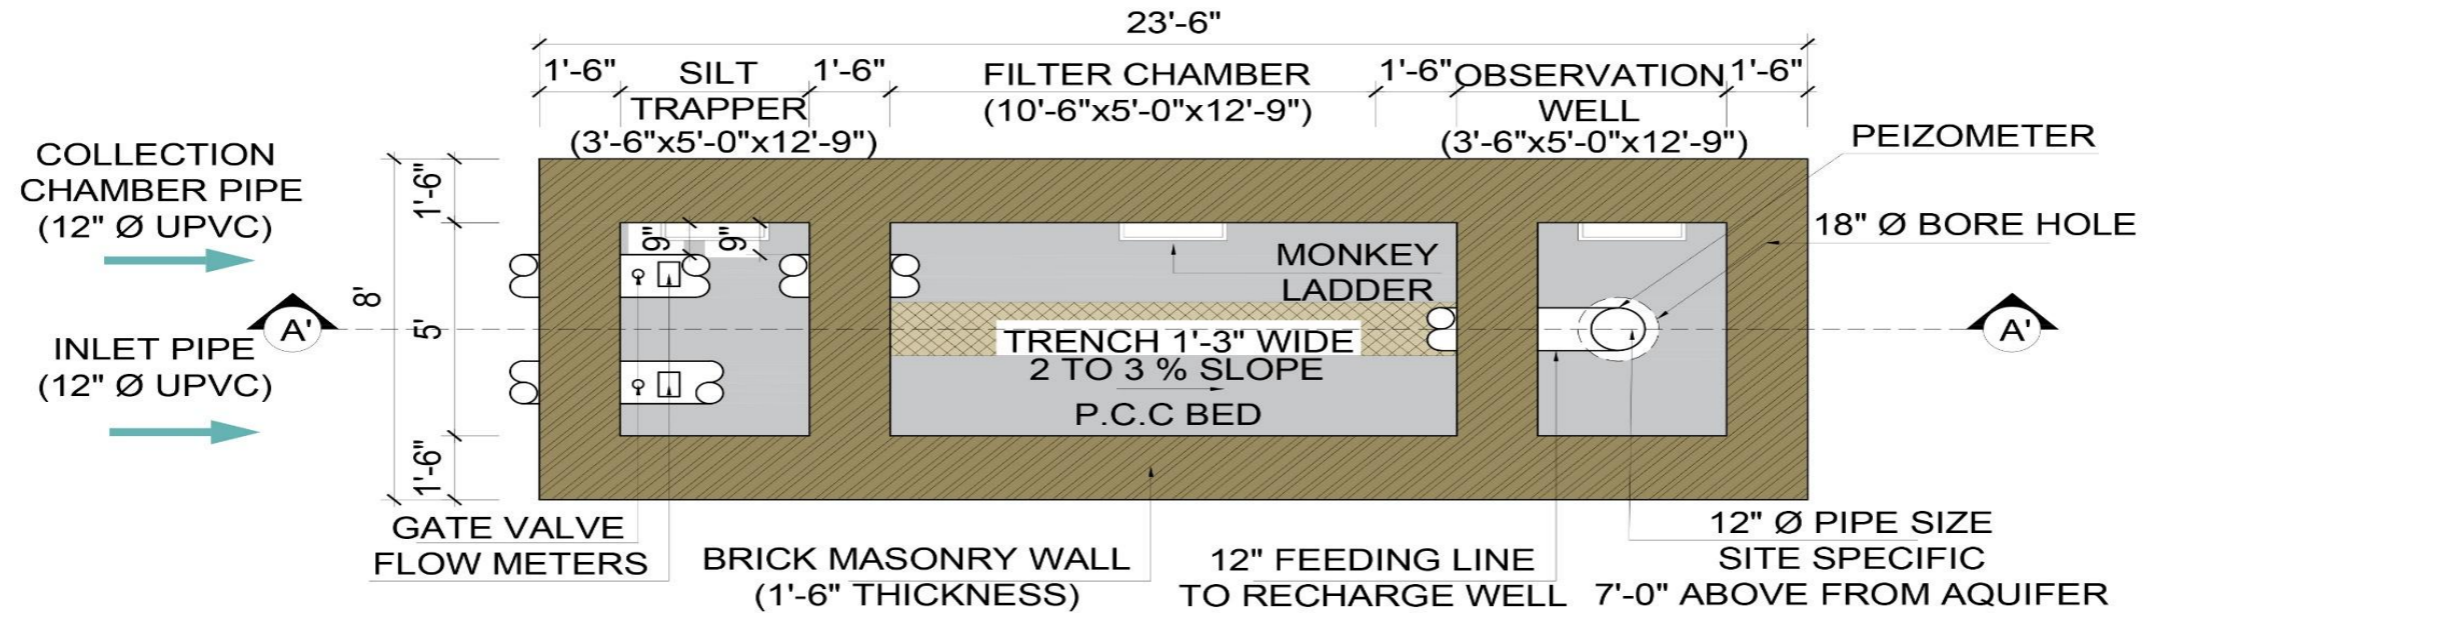 23'-6"
1'-6"
SILT
TRAPPER
(3'-6"x5'-0"x12'-9")
1'-6"
FILTER CHAMBER
(10'-6"x5'-0"x12'-9")
1'-6"
OBSERVATION
WELL
(3'-6"x5'-0"x12'-9")
1'-6"
PEIZOMETER
18" Ø BORE HOLE
COLLECTION
CHAMBER PIPE
(12" Ø UPVC)
INLET PIPE
(12" Ø UPVC)
A'
8'
1'-6"
5'
1'-6"
9"
9"
MONKEY
LADDER
TRENCH 1'-3" WIDE
2 TO 3 % SLOPE
P.C.C BED
A'
GATE VALVE
FLOW METERS
BRICK MASONRY WALL
(1'-6" THICKNESS)
12" FEEDING LINE
TO RECHARGE WELL
12" Ø PIPE SIZE
SITE SPECIFIC
7'-0" ABOVE FROM AQUIFER